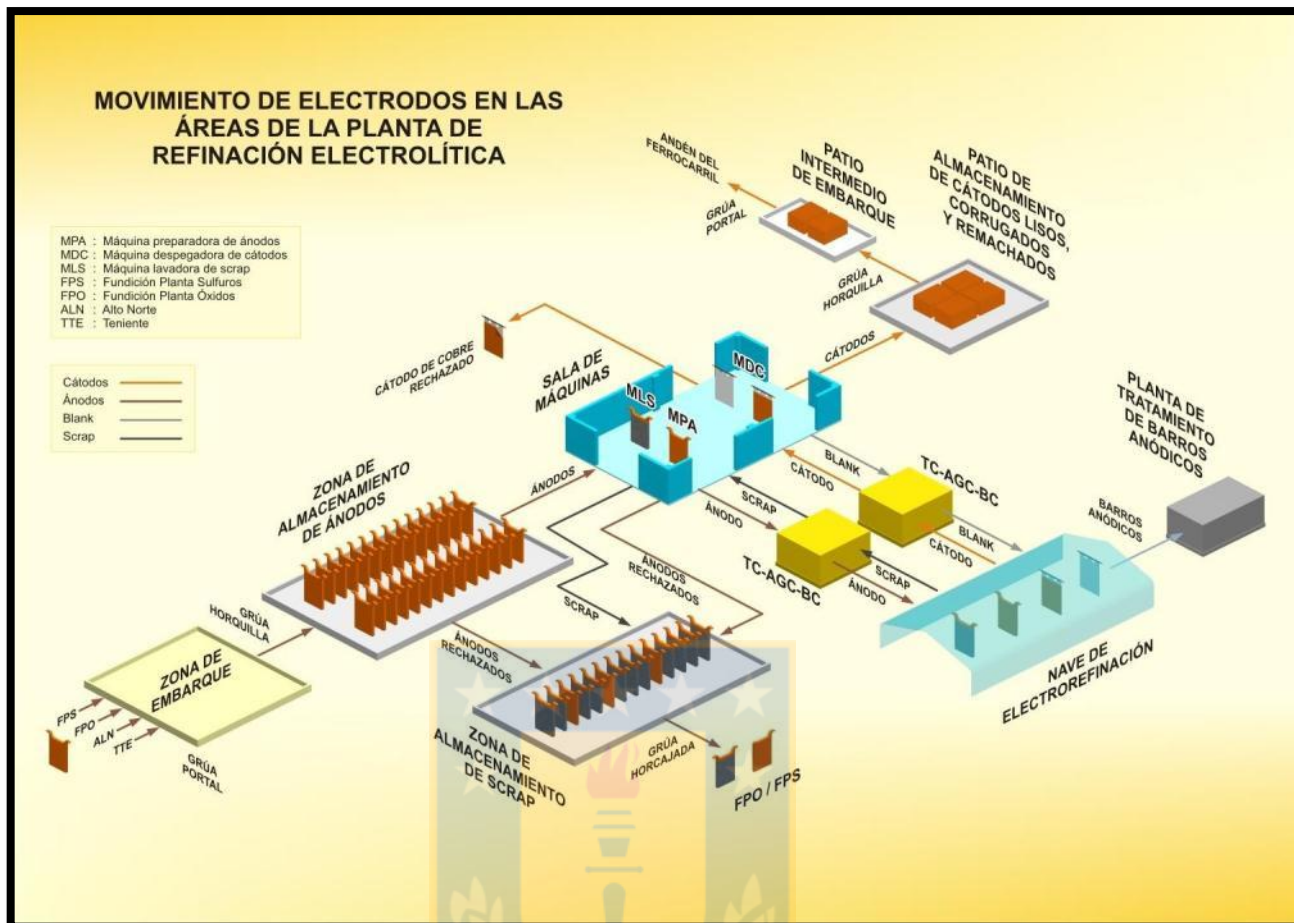 MOVIMIENTO DE ELECTRODOS EN LAS
ÁREAS DE LA PLANTA DE
REFINACIÓN ELECTROLÍTICA
MPA : Máquina preparadora de ánodos
MDC : Máquina despegadora de cátodos
MLS : Máquina lavadora de scrap
FPS : Fundición Planta Sulfuros
FPO : Fundición Planta Óxidos
ALN : Alto Norte
TTE : Teniente
Cátodos
Ánodos
Blank
Scrap
ANDÉN DEL
FERROCARRIL
GRÚA
PORTAL
PATIO
INTERMEDIO
DE EMBARQUE
GRÚA
HORQUILLA
PATIO DE
ALMACENAMIENTO
DE CÁTODOS LISOS,
CORRUGADOS
Y REMACHADOS
CÁTODO DE COBRE
RECHAZADO
SALA DE
MÁQUINAS
MLS
MPA
MDC
CÁTODOS
PLANTA DE
TRATAMIENTO
DE BARROS
ANÓDICOS
BARROS
ANÓDICOS
BLANK
CÁTODO
TC-AGC-BC
BLANK
CÁTODO
SCRAP
ÁNODO
TC-AGC-BC
SCRAP
ÁNODO
NAVE DE
ELECTROREFINACIÓN
ZONA DE
ALMACENAMIENTO
DE ÁNODOS
ÁNODOS
ÁNODOS
RECHAZADOS
SCRAP
GRÚA
HORQUILLA
ÁNODOS
RECHAZADOS
ZONA DE
EMBARQUE
FPS
FPO
ALN
TTE
GRÚA
PORTAL
ZONA DE
ALMACENAMIENTO
DE SCRAP
GRÚA
HORCAJADA
FPO / FPS